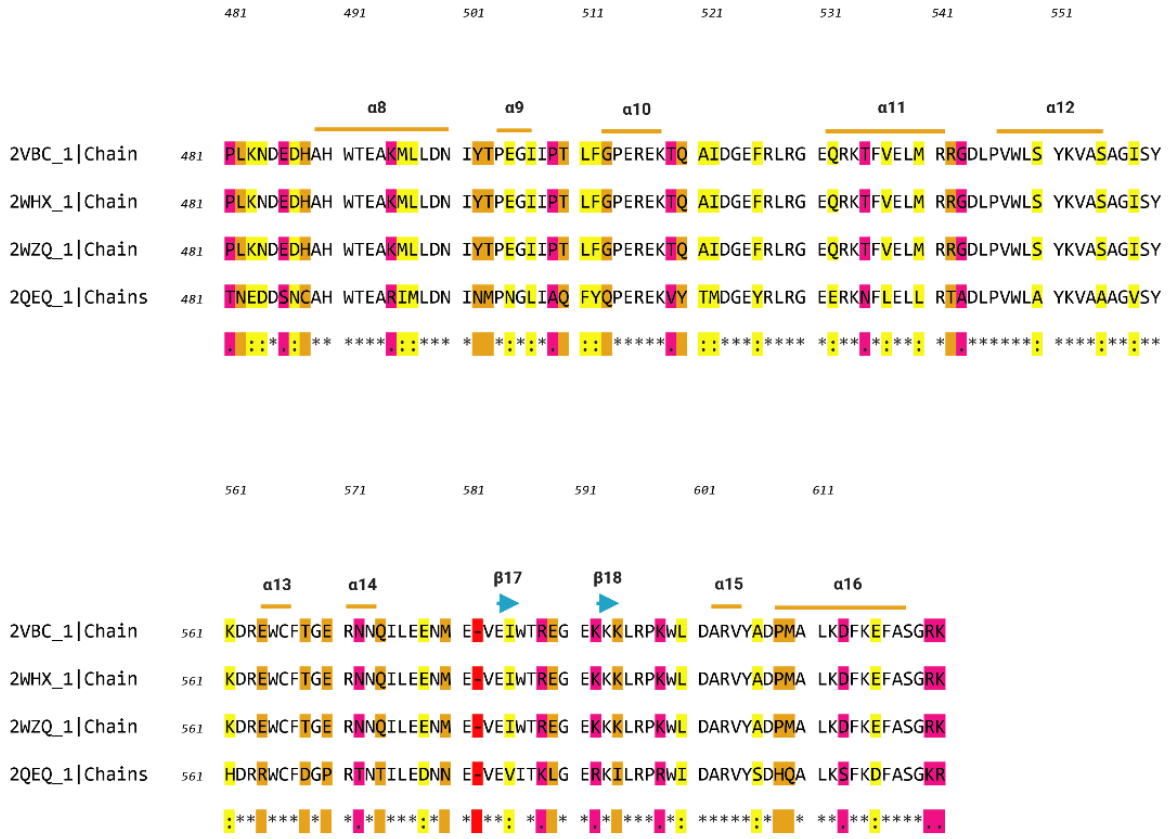 481 491 501 511 521 531 541 551
α8 α9 α10 α11 α12
2VBC_1|Chain 481 PLKNDEDHAH WTEAKMLLDN IYTPEGIIPT LFGPEREKTQ AIDGEFRLRG EQRKTFVELM RRGDLPVWLS YKVASAGISY
2WHX_1|Chain 481 PLKNDEDHAH WTEAKMLLDN IYTPEGIIPT LFGPEREKTQ AIDGEFRLRG EQRKTFVELM RRGDLPVWLS YKVASAGISY
2WZQ_1|Chain 481 PLKNDEDHAH WTEAKMLLDN IYTPEGIIPT LFGPEREKTQ AIDGEFRLRG EQRKTFVELM RRGDLPVWLS YKVASAGISY
2QEQ_1|Chains 481 TNEDDSNCAH WTEARIMLDN INMPNGLIAQ FYQPEREKVY TMDGEYRLRG EERKNFLELL RTADLPVWLA YKVAAAGVSY
. ::*.: ** ****.::*** *  *:*:*.  :: *****.  ::***:**** *:**.*:**: * .******: ****:**:**
561 571 581 591 601 611
α13 α14 β17 β18 α15 α16
2VBC_1|Chain 561 KDREWCFTGE RNNQILEENM E-VEIWTREG EKKKLRPKWL DARVYADPMA LKDFKEFASGRK
2WHX_1|Chain 561 KDREWCFTGE RNNQILEENM E-VEIWTREG EKKKLRPKWL DARVYADPMA LKDFKEFASGRK
2WZQ_1|Chain 561 KDREWCFTGE RNNQILEENM E-VEIWTREG EKKKLRPKWL DARVYADPMA LKDFKEFASGRK
2QEQ_1|Chains 561 HDRRWCFDGP RTNTILEDNN E-VEVITKLG ERKILRPRWI DARVYSDHQA LKSFKDFASGKR
:** *** *  *.* ***:*  * **:**. * *.* ***.*: *****:*  * **.**:****..